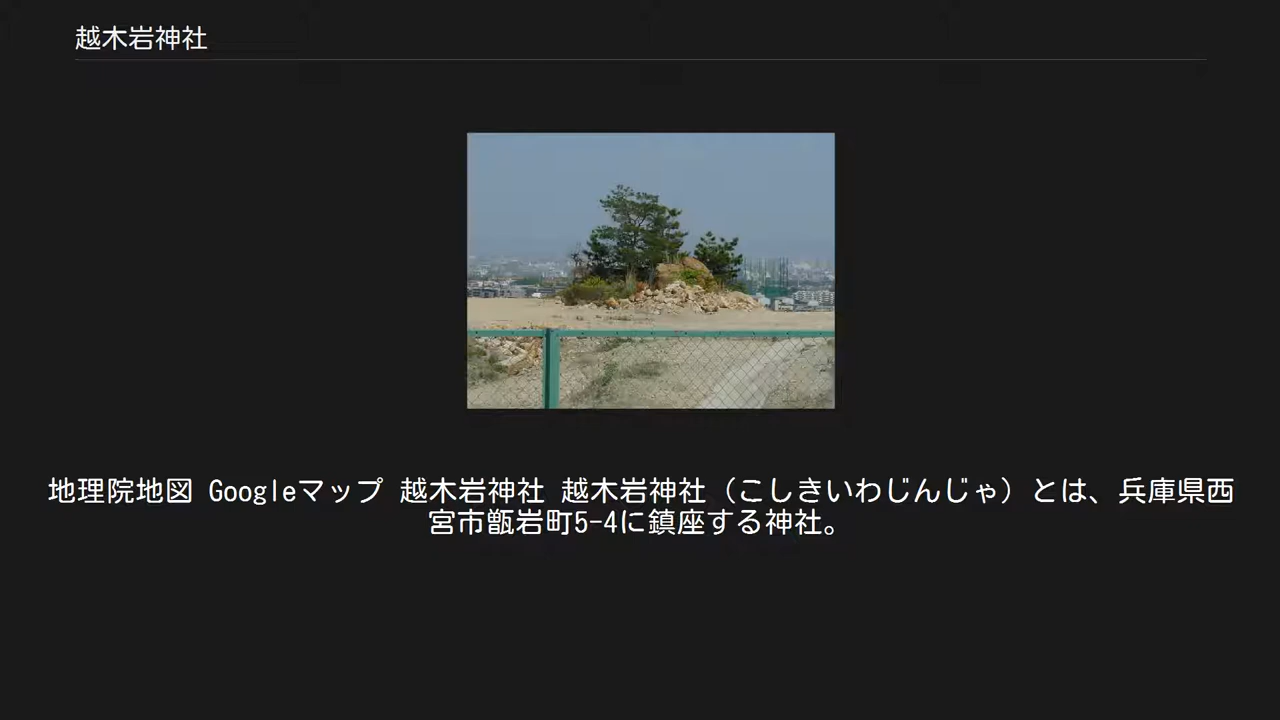 越木岩神社
地理院地図 Googleマップ 越木岩神社 越木岩神社（こしきいわじんじゃ）とは、兵庫県西
宮市甑岩町5-4に鎮座する神社。